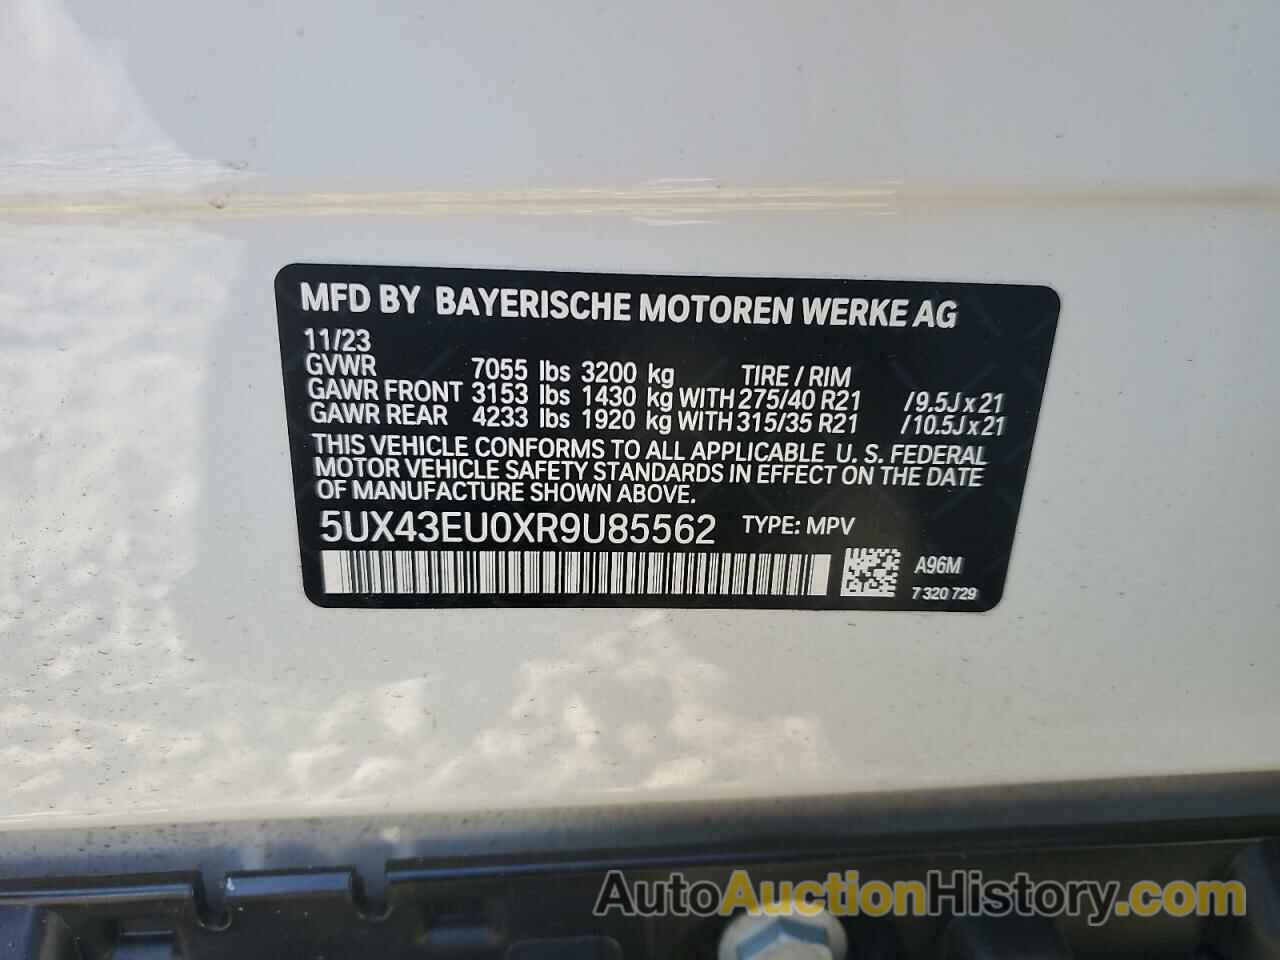 MFD BY BAYERISCHE MOTOREN WERKE AG
11/23
GVWR 7055 lbs 3200 kg TIRE / RIM
GAWR FRONT 3153 lbs 1430 kg WITH 275/40 R21 /9.5J x 21
GAWR REAR 4233 lbs 1920 kg WITH 315/35 R21 /10.5J x 21
THIS VEHICLE CONFORMS TO ALL APPLICABLE U. S. FEDERAL
MOTOR VEHICLE SAFETY STANDARDS IN EFFECT ON THE DATE
OF MANUFACTURE SHOWN ABOVE.
5UX43EU0XR9U85562 TYPE: MPV
A96M
7 320 729
AutoAuctionHistory.com